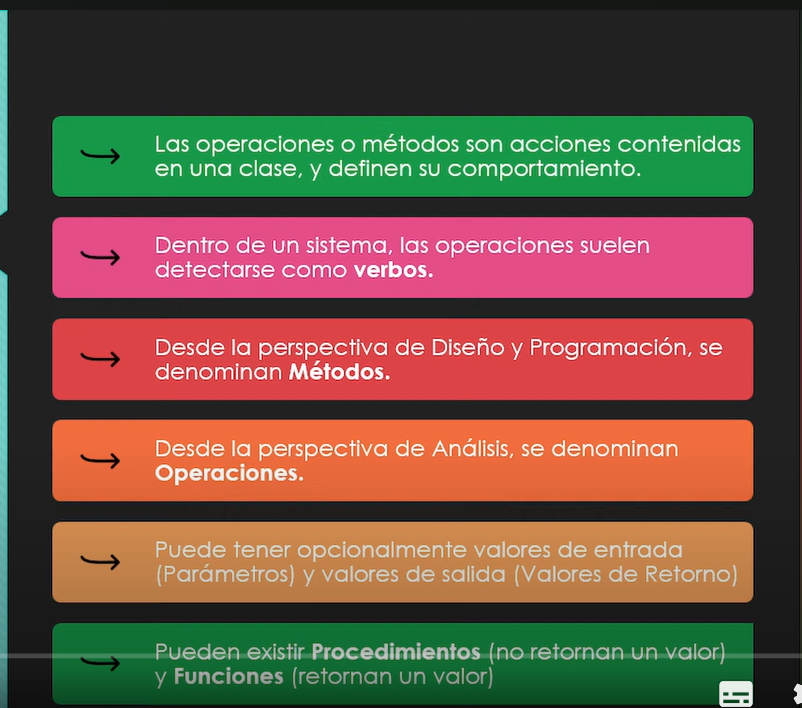 Las operaciones o métodos son acciones contenidas
en una clase, y definen su comportamiento.
Dentro de un sistema, las operaciones suelen
detectarse como verbos.
Desde la perspectiva de Diseño y Programación, se
denominan Métodos.
Desde la perspectiva de Análisis, se denominan
Operaciones.
Puede tener opcionalmente valores de entrada
(Parámetros) y valores de salida (Valores de Retorno)
Pueden existir Procedimientos (no retornan un valor)
y Funciones (retornan un valor)